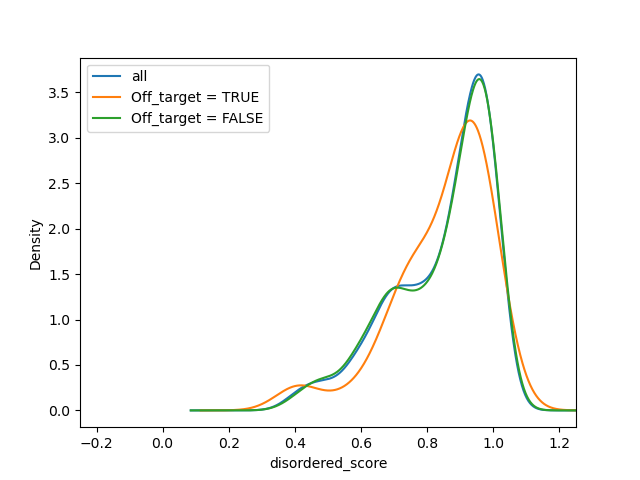 all
Off_target = TRUE
Off_target = FALSE
Density
3.5
3.0
2.5
2.0
1.5
1.0
0.5
0.0
−0.2 0.0 0.2 0.4 0.6 0.8 1.0 1.2
disordered_score